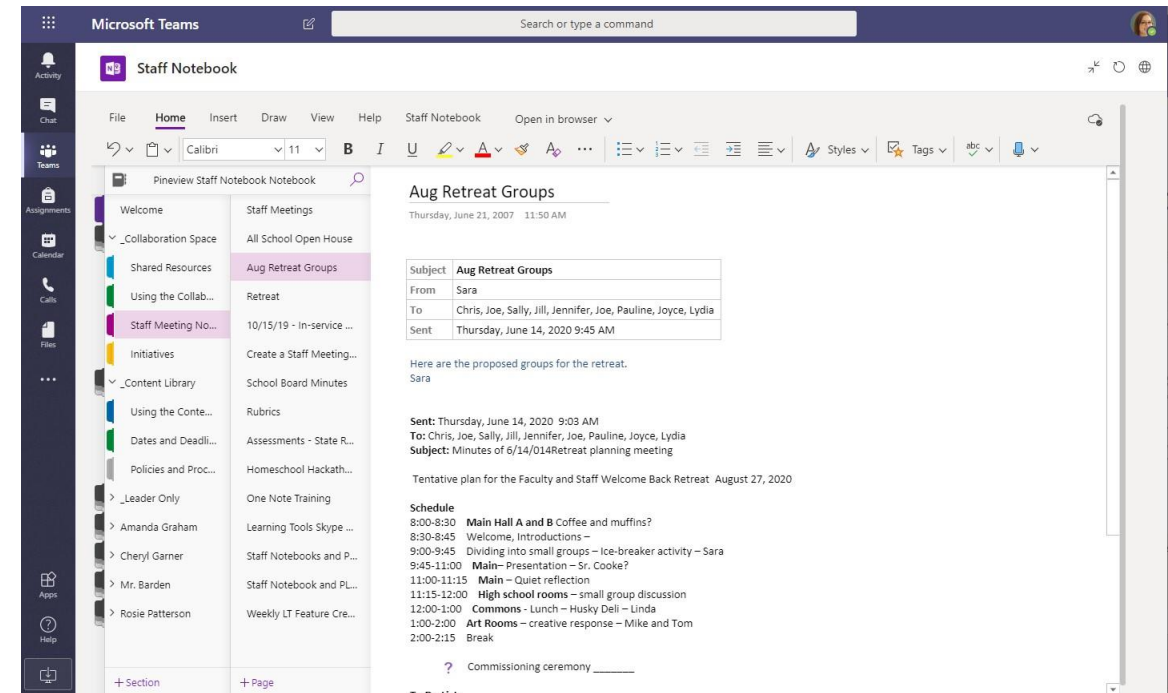 Microsoft Teams
Search or type a command
Activity
Chat
Teams
Assignments
Calendar
Calls
Files
Apps
Help
N
Staff Notebook
File Home Insert Draw View Help Staff Notebook Open in browser
Calibri 11 B I U A A Styles Tags abc
Pineview Staff Notebook Notebook
Welcome
_Collaboration Space
Shared Resources
Using the Collab...
Staff Meeting No...
Initiatives
_Content Library
Using the Conte...
Dates and Deadli...
Policies and Proc...
_Leader Only
Amanda Graham
Cheryl Garner
Mr. Barden
Rosie Patterson
+ Section
Staff Meetings
All School Open House
Aug Retreat Groups
Retreat
10/15/19 - In-service ...
Create a Staff Meeting...
School Board Minutes
Rubrics
Assessments - State R...
Homeschool Hackath...
One Note Training
Learning Tools Skype ...
Staff Notebooks and P...
Staff Notebook and PL...
Weekly LT Feature Cre...
+ Page
Aug Retreat Groups
Thursday, June 21, 2007 11:50 AM
Subject Aug Retreat Groups
From Sara
To Chris, Joe, Sally, Jill, Jennifer, Joe, Pauline, Joyce, Lydia
Sent Thursday, June 14, 2020 9:45 AM
Here are the proposed groups for the retreat.
Sara
Sent: Thursday, June 14, 2020 9:03 AM
To: Chris, Joe, Sally, Jill, Jennifer, Joe, Pauline, Joyce, Lydia
Subject: Minutes of 6/14/014Retreat planning meeting
Tentative plan for the Faculty and Staff Welcome Back Retreat August 27, 2020
Schedule
8:00-8:30 Main Hall A and B Coffee and muffins?
8:30-8:45 Welcome, Introductions –
9:00-9:45 Dividing into small groups – Ice-breaker activity – Sara
9:45-11:00 Main– Presentation – Sr. Cooke?
11:00-11:15 Main – Quiet reflection
11:15-12:00 High school rooms – small group discussion
12:00-1:00 Commons - Lunch – Husky Deli – Linda
1:00-2:00 Art Rooms – creative response – Mike and Tom
2:00-2:15 Break
? Commissioning ceremony _______